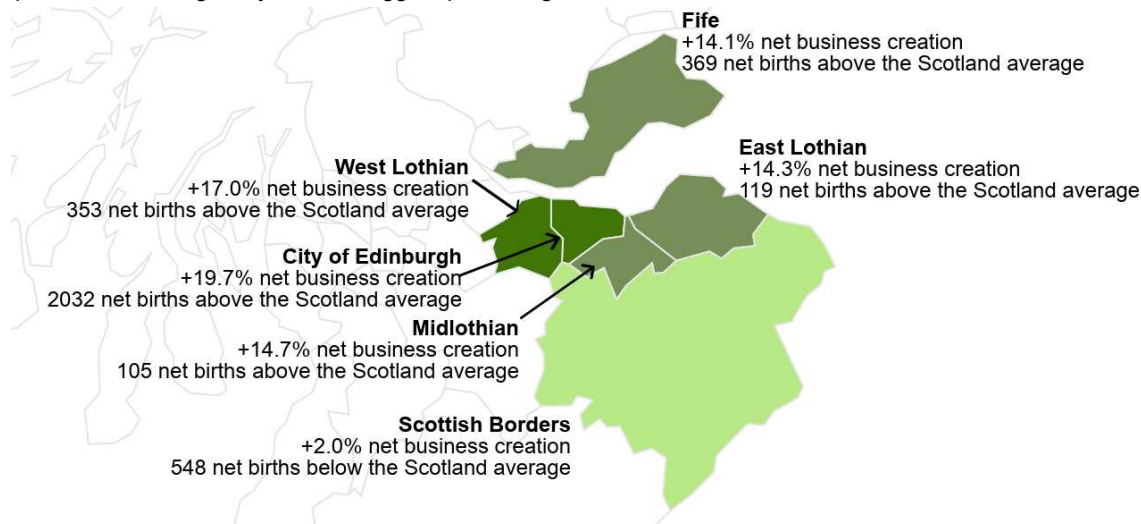 Fife
+14.1% net business creation
369 net births above the Scotland average
East Lothian
+14.3% net business creation
119 net births above the Scotland average
West Lothian
+17.0% net business creation
353 net births above the Scotland average
City of Edinburgh
+19.7% net business creation
2032 net births above the Scotland average
Midlothian
+14.7% net business creation
105 net births above the Scotland average
Scottish Borders
+2.0% net business creation
548 net births below the Scotland average